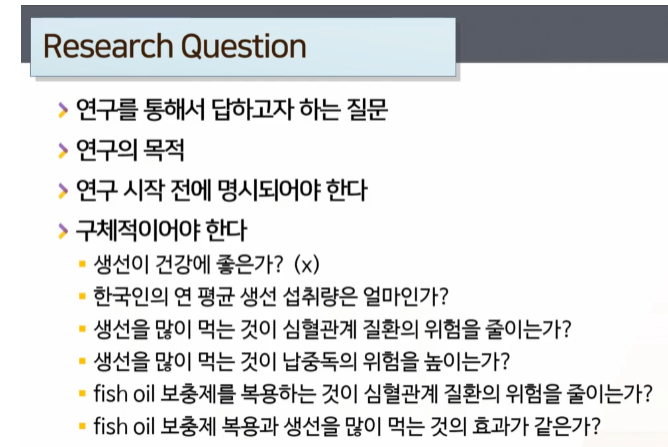 Research Question
연구를 통해서 답하고자 하는 질문
연구의 목적
연구 시작 전에 명시되어야 한다
구체적이어야 한다
생선이 건강에 좋은가? (x)
한국인의 연 평균 생선 섭취량은 얼마인가?
생선을 많이 먹는 것이 심혈관계 질환의 위험을 줄이는가?
생선을 많이 먹는 것이 납중독의 위험을 높이는가?
fish oil 보충제를 복용하는 것이 심혈관계 질환의 위험을 줄이는가?
fish oil 보충제 복용과 생선을 많이 먹는 것의 효과가 같은가?